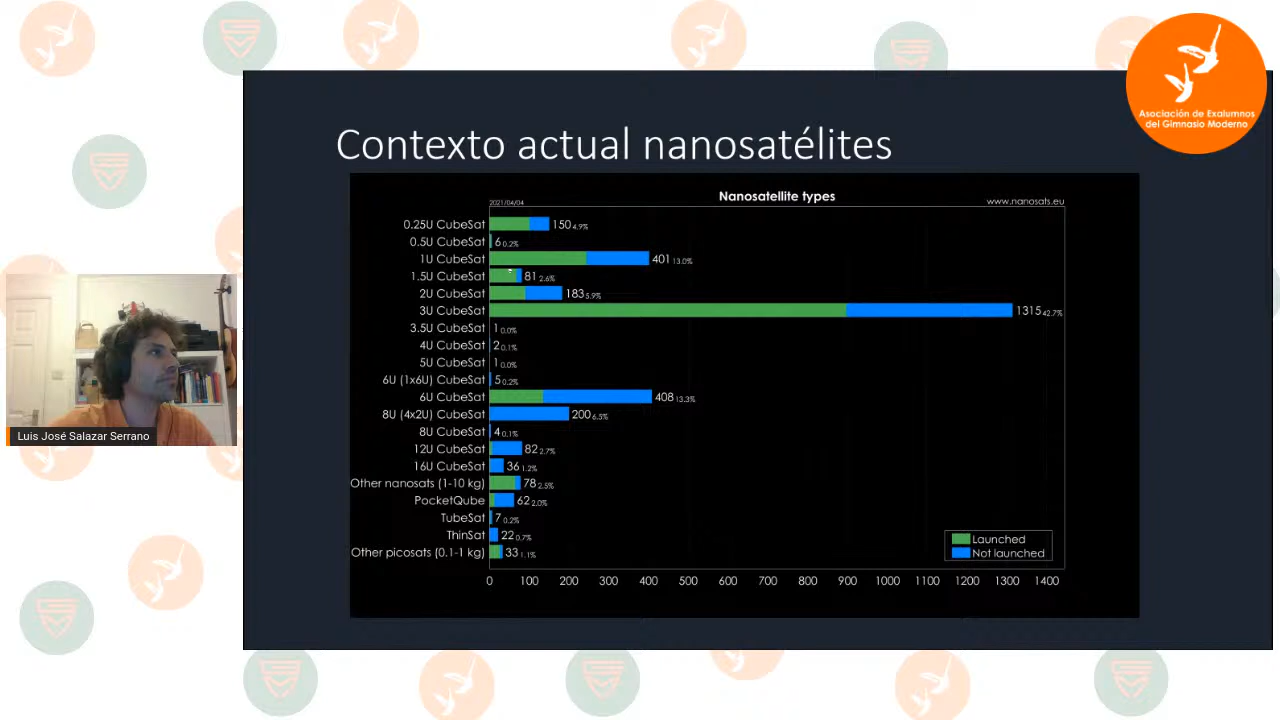 Asociación de Exalumnos
del Gimnasio Moderno
Contexto actual nanosatélites
2021/04/04
Nanosatellite types
www.nanosats.eu
0.25U CubeSat 150 4.9%
0.5U CubeSat 6 0.2%
1U CubeSat 401 13.0%
1.5U CubeSat 81 2.6%
2U CubeSat 183 5.9%
3U CubeSat 1315 42.7%
3.5U CubeSat 1 0.0%
4U CubeSat 2 0.1%
5U CubeSat 1 0.0%
6U (1x6U) CubeSat 5 0.2%
6U CubeSat 408 13.3%
8U (4x2U) CubeSat 200 6.5%
8U CubeSat 4 0.1%
12U CubeSat 82 2.7%
16U CubeSat 36 1.2%
Other nanosats (1-10 kg) 78 2.5%
PocketQube 62 2.0%
TubeSat 7 0.2%
ThinSat 22 0.7%
Other picosats (0.1-1 kg) 33 1.1%
Launched
Not launched
0 100 200 300 400 500 600 700 800 900 1000 1100 1200 1300 1400
Luis José Salazar Serrano